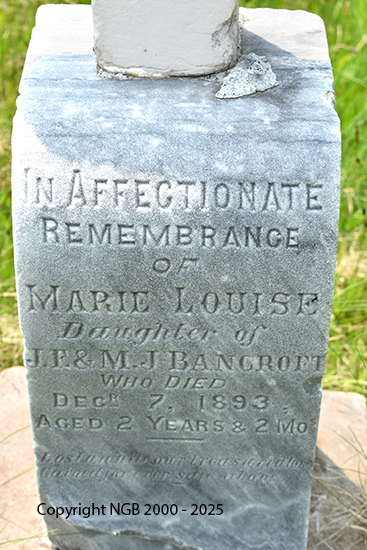 IN AFFECTIONATE
REMEMBRANCE
OF
MARIE LOUISE
Daughter of
J.F. & M.J BANCROFT
WHO DIED
DECR 7, 1893,
AGED 2 YEARS & 2 MOS
Copyright NGB 2000 - 2025